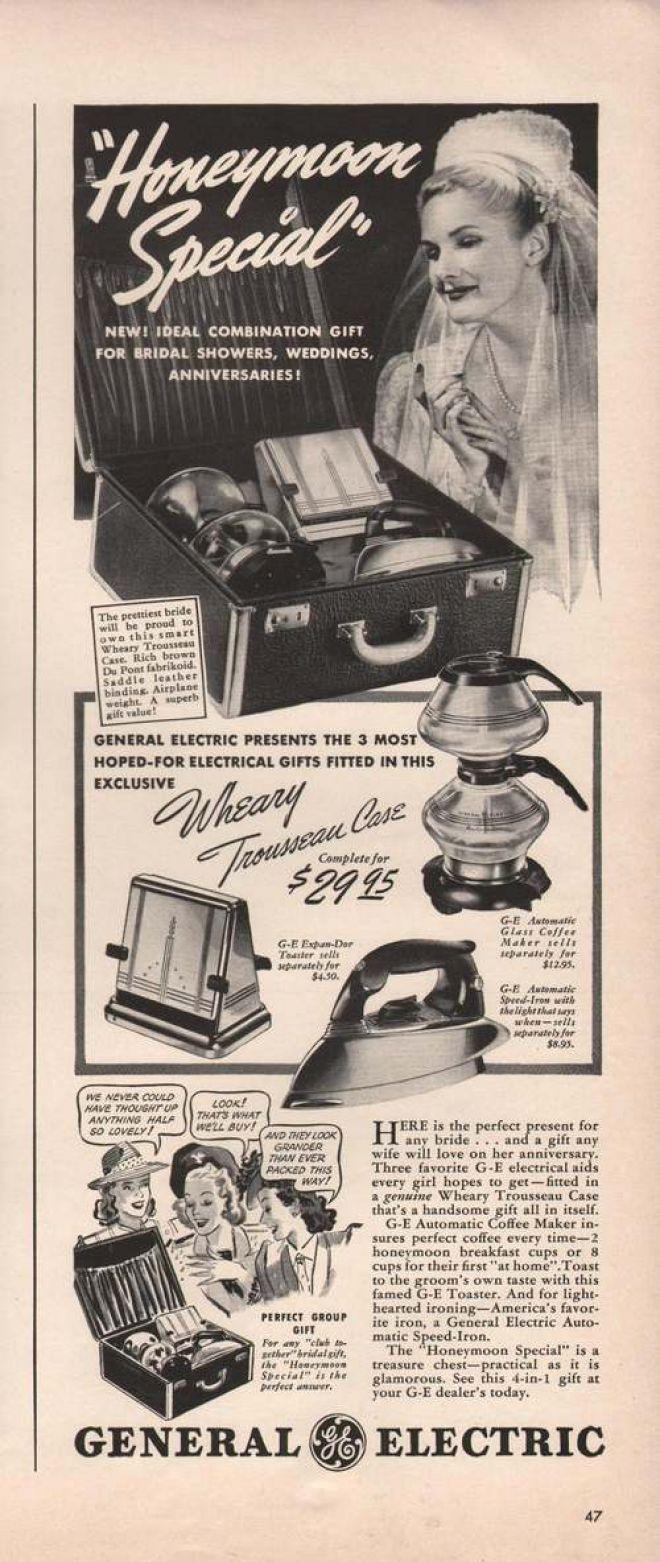 "Honeymoon
Special"
NEW! IDEAL COMBINATION GIFT
FOR BRIDAL SHOWERS, WEDDINGS,
ANNIVERSARIES!
The prettiest bride
will be proud to
own this smart
Wheary Trousseau
Case. Rich brown
Du Pont fabrikoid.
Saddle leather
binding. Airplane
weight. A superb
gift value!
GENERAL ELECTRIC PRESENTS THE 3 MOST
HOPED-FOR ELECTRICAL GIFTS FITTED IN THIS
EXCLUSIVE
Wheary
Trousseau Case
Complete for
$29 95
G-E Expan-Dor
Toaster sells
separately for
$4.50.
G-E Automatic
Glass Coffee
Maker sells
separately for
$12.95.
G-E Automatic
Speed-Iron with
the light that says
when—sells
separately for
$8.95.
WE NEVER COULD
HAVE THOUGHT UP
ANYTHING HALF
SO LOVELY!
LOOK!
THAT'S WHAT
WE'LL BUY!
AND THEY LOOK
GRANDER
THAN EVER
PACKED THIS
WAY!
PERFECT GROUP
GIFT
For any "club to-
gether" bridal gift,
the "Honeymoon
Special" is the
perfect answer.
HERE is the perfect present for
any bride . . . and a gift any
wife will love on her anniversary.
Three favorite G-E electrical aids
every girl hopes to get—fitted in
a genuine Wheary Trousseau Case
that's a handsome gift all in itself.
G-E Automatic Coffee Maker in-
sures perfect coffee every time—2
honeymoon breakfast cups or 8
cups for their first "at home". Toast
to the groom's own taste with this
famed G-E Toaster. And for light-
hearted ironing—America's favor-
ite iron, a General Electric Auto-
matic Speed-Iron.
The "Honeymoon Special" is a
treasure chest—practical as it is
glamorous. See this 4-in-1 gift at
your G-E dealer's today.
GENERAL GE ELECTRIC
47